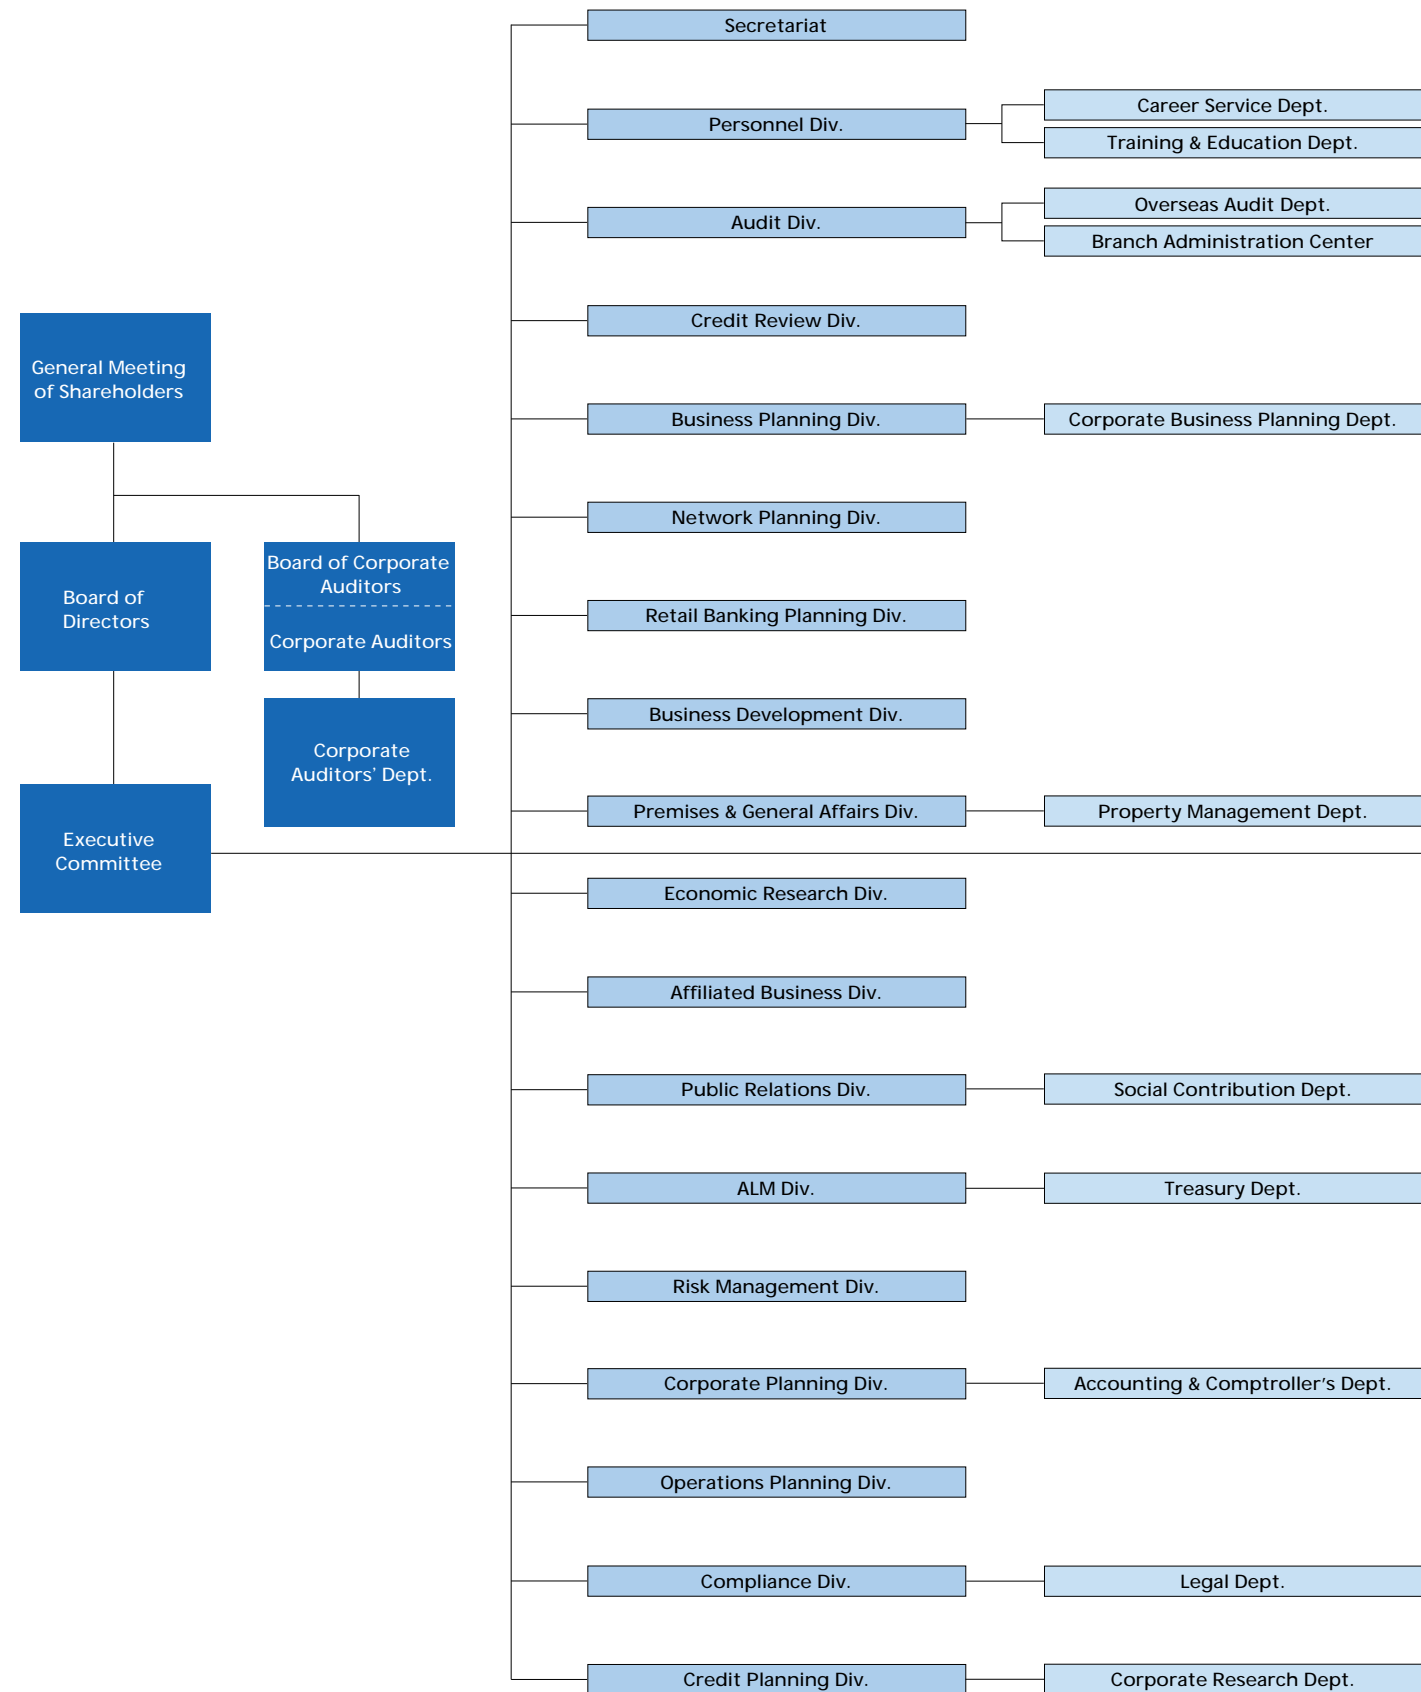 General Meeting
of Shareholders
Board of
Directors
Executive
Committee
Board of Corporate
Auditors
Corporate Auditors
Corporate
Auditors’ Dept.
Secretariat
Personnel Div.
Career Service Dept.
Training & Education Dept.
Audit Div.
Overseas Audit Dept.
Branch Administration Center
Credit Review Div.
Business Planning Div.
Corporate Business Planning Dept.
Network Planning Div.
Retail Banking Planning Div.
Business Development Div.
Premises & General Affairs Div.
Property Management Dept.
Economic Research Div.
Affiliated Business Div.
Public Relations Div.
Social Contribution Dept.
ALM Div.
Treasury Dept.
Risk Management Div.
Corporate Planning Div.
Accounting & Comptroller’s Dept.
Operations Planning Div.
Compliance Div.
Legal Dept.
Credit Planning Div.
Corporate Research Dept.